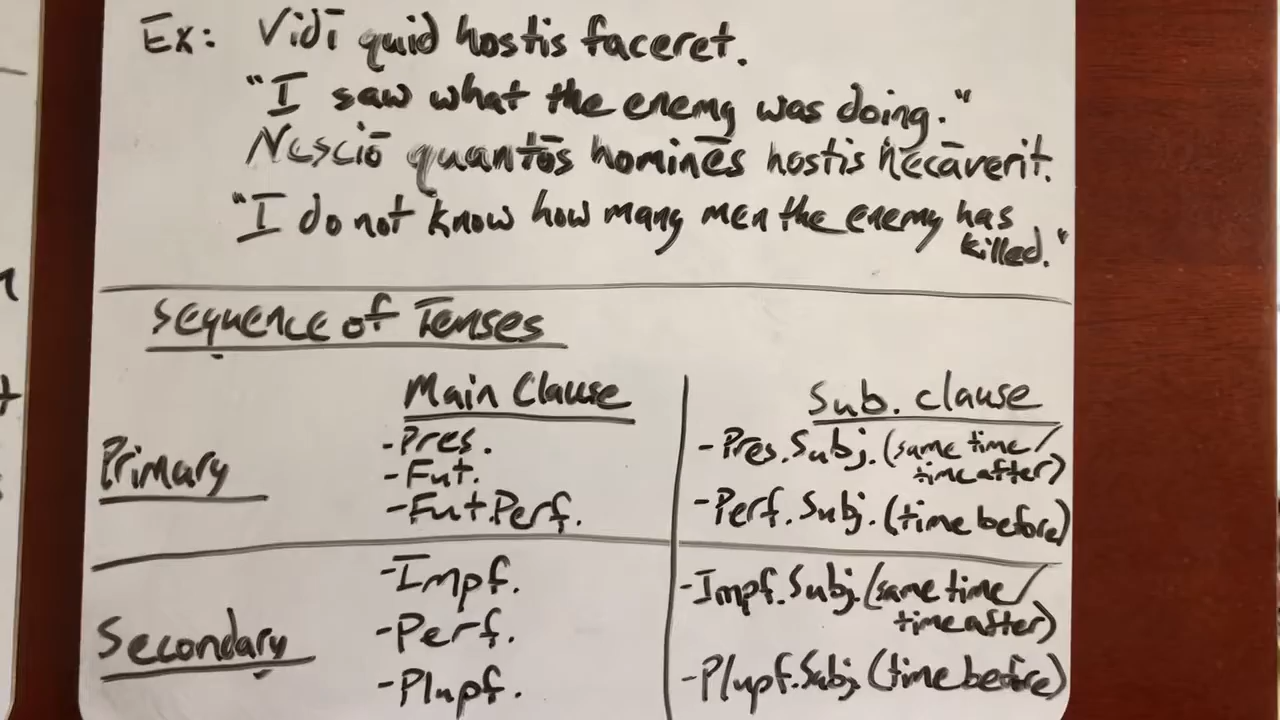 Ex: Vidī quid hostis faceret.
"I saw what the enemy was doing."
Nesciō quantōs hominēs hostis necāverit.
"I do not know how many men the enemy has
killed."
Sequence of Tenses
Main Clause
Sub. clause
Primary
-Pres.
-Fut.
-Fut.Perf.
-Pres.Subj. (same time/
time after)
-Perf.Subj. (time before)
Secondary
-Impf.
-Perf.
-Plupf.
-Impf.Subj. (same time/
time after)
-Plupf.Subj. (time before)